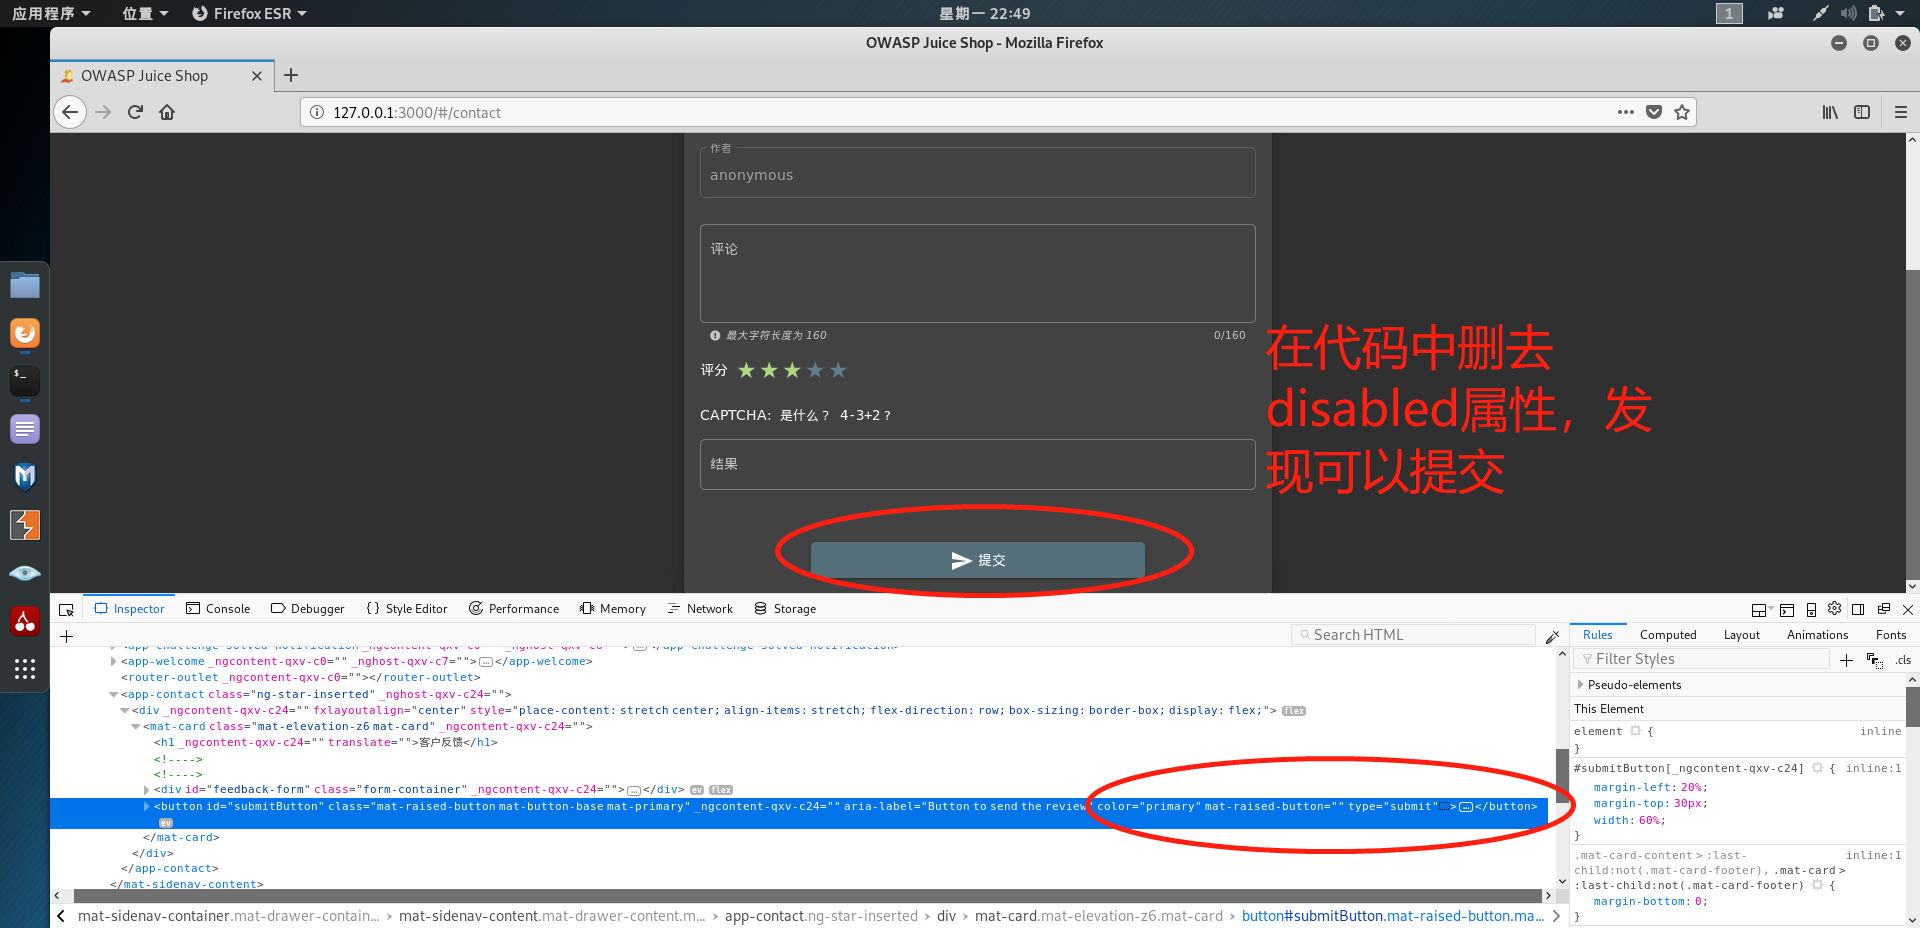 应用程序 位置 Firefox ESR 星期一 22:49 1
OWASP Juice Shop - Mozilla Firefox
OWASP Juice Shop
127.0.0.1:3000/#/contact
作者
anonymous
评论
最大字符长度为 160 0/160
评分
CAPTCHA: 是什么？ 4-3+2 ?
结果
提交
在代码中删去
disabled属性，发
现可以提交
Inspector Console Debugger {} Style Editor Performance Memory Network Storage
Search HTML
<app-welcome _ngcontent-qxv-c0="" _nghost-qxv-c7="">…</app-welcome>
<router-outlet _ngcontent-qxv-c0=""></router-outlet>
<app-contact class="ng-star-inserted" _nghost-qxv-c24="">
<div _ngcontent-qxv-c24="" fxlayoutalign="center" style="place-content: stretch center; align-items: stretch; flex-direction: row; box-sizing: border-box; display: flex;"> flex
<mat-card class="mat-elevation-z6 mat-card" _ngcontent-qxv-c24="">
<h1 _ngcontent-qxv-c24="" translate="">客户反馈</h1>
<!---->
<!---->
<div id="feedback-form" class="form-container" _ngcontent-qxv-c24="">…</div> ev flex
<button id="submitButton" class="mat-raised-button mat-button-base mat-primary" _ngcontent-qxv-c24="" aria-label="Button to send the review" color="primary" mat-raised-button="" type="submit" >…</button>
ev
</mat-card>
</div>
</app-contact>
</mat-sidenav-content>
mat-sidenav-container.mat-drawer-contain... > mat-sidenav-content.mat-drawer-content.m... > app-contact.ng-star-inserted > div > mat-card.mat-elevation-z6.mat-card > button#submitButton.mat-raised-button.ma...
Rules Computed Layout Animations Fonts
Filter Styles + .cls
Pseudo-elements
This Element
element { inline
}
#submitButton[_ngcontent-qxv-c24] { inline:1
margin-left: 20%;
margin-top: 30px;
width: 60%;
}
.mat-card-content > :last- inline:1
child:not(.mat-card-footer), .mat-card >
:last-child:not(.mat-card-footer) {
margin-bottom: 0;
}